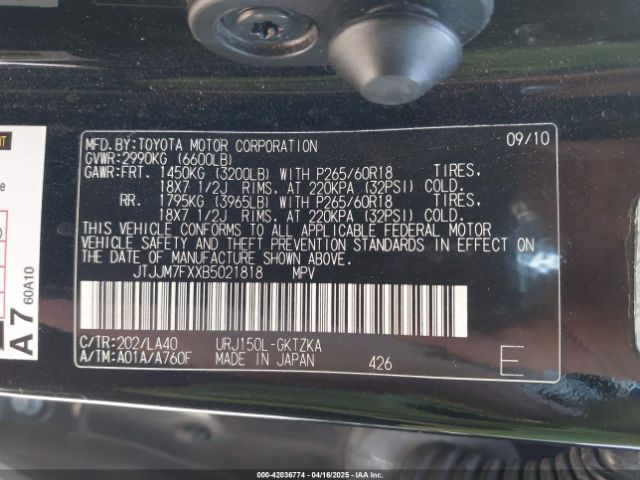 MFD.BY:TOYOTA MOTOR CORPORATION 09/10
GVWR:2990KG (6600LB)
GAWR:FRT. 1450KG (3200LB) WITH P265/60R18 TIRES,
18X7 1/2J RIMS, AT 220KPA (32PSI) COLD.
RR. 1795KG (3965LB) WITH P265/60R18 TIRES,
18X7 1/2J RIMS, AT 220KPA (32PSI) COLD.
THIS VEHICLE CONFORMS TO ALL APPLICABLE FEDERAL MOTOR
VEHICLE SAFETY AND THEFT PREVENTION STANDARDS IN EFFECT ON
THE DATE OF MANUFACTURE SHOWN ABOVE.
JTJJM7FXXB5021818 MPV
C/TR:202/LA40 URJ150L-GKTZKA
A/TM:A01A/A760F MADE IN JAPAN 426 E
A7 60A10
000-42036774 - 04/16/2025 - IAA Inc.